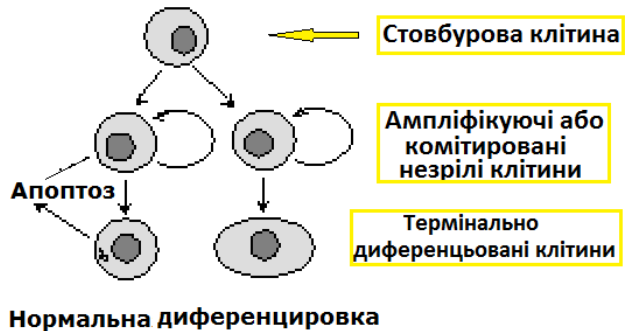 Стовбурова клітина
Ампліфікуючі або
комітировані
незрілі клітини
Апоптоз
Термінально
диференцьовані клітини
Нормальна диференцировка